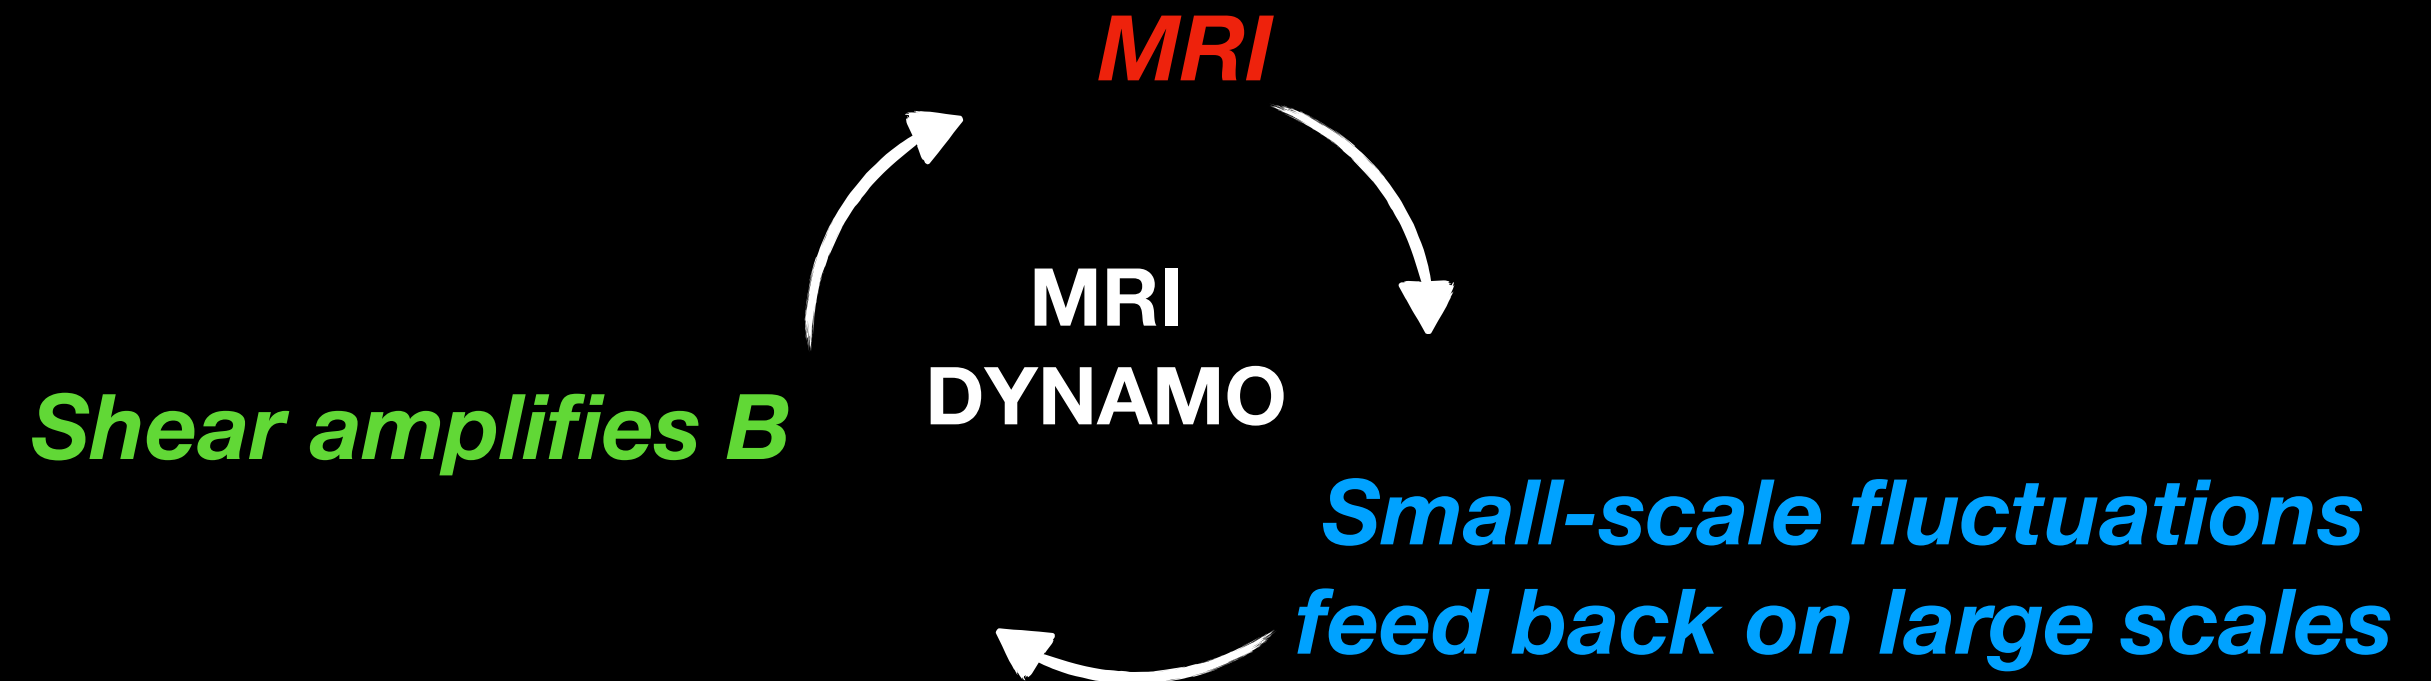 MRI
MRI
DYNAMO
Shear amplifies B
Small-scale fluctuations
feed back on large scales